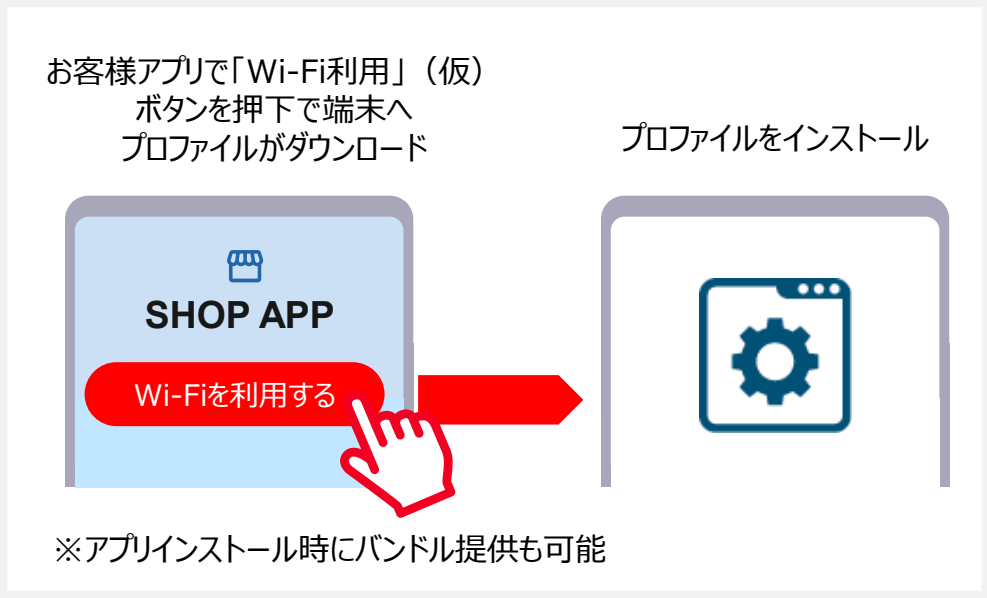 お客様アプリで「Wi-Fi利用」（仮）
ボタンを押下で端末へ
プロファイルがダウンロード
プロファイルをインストール
SHOP APP
Wi-Fiを利用する
※アプリインストール時にバンドル提供も可能